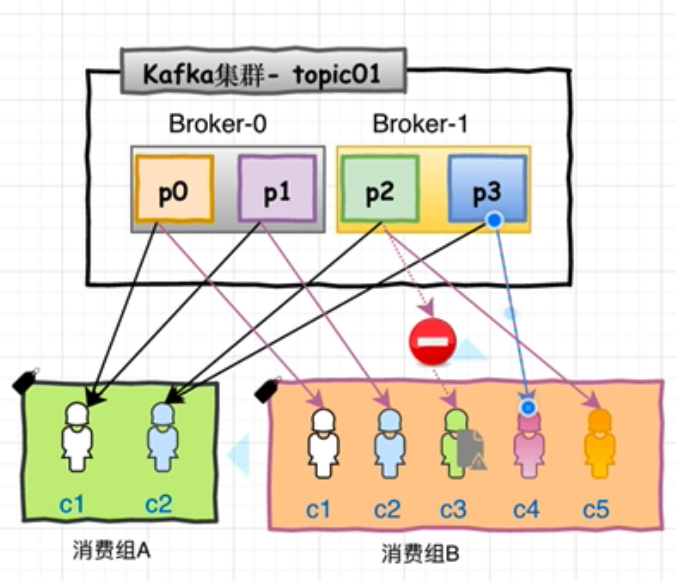 Kafka集群- topic01
Broker-0 Broker-1
p0 p1 p2 p3
c1 c2 c1 c2 c3 c4 c5
消费组A 消费组B